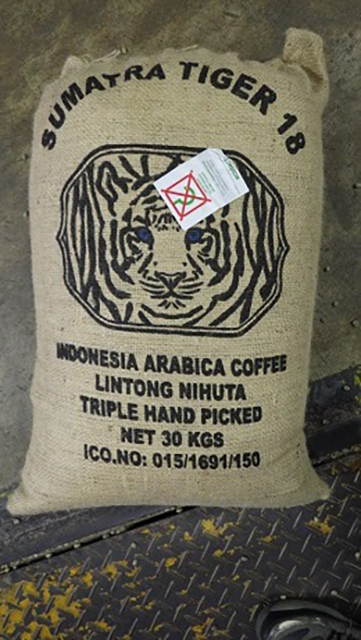 SUMATRA TIGER 18
INDONESIA ARABICA COFFEE
LINTONG NIHUTA
TRIPLE HAND PICKED
NET 30 KGS
ICO.NO: 015/1691/150